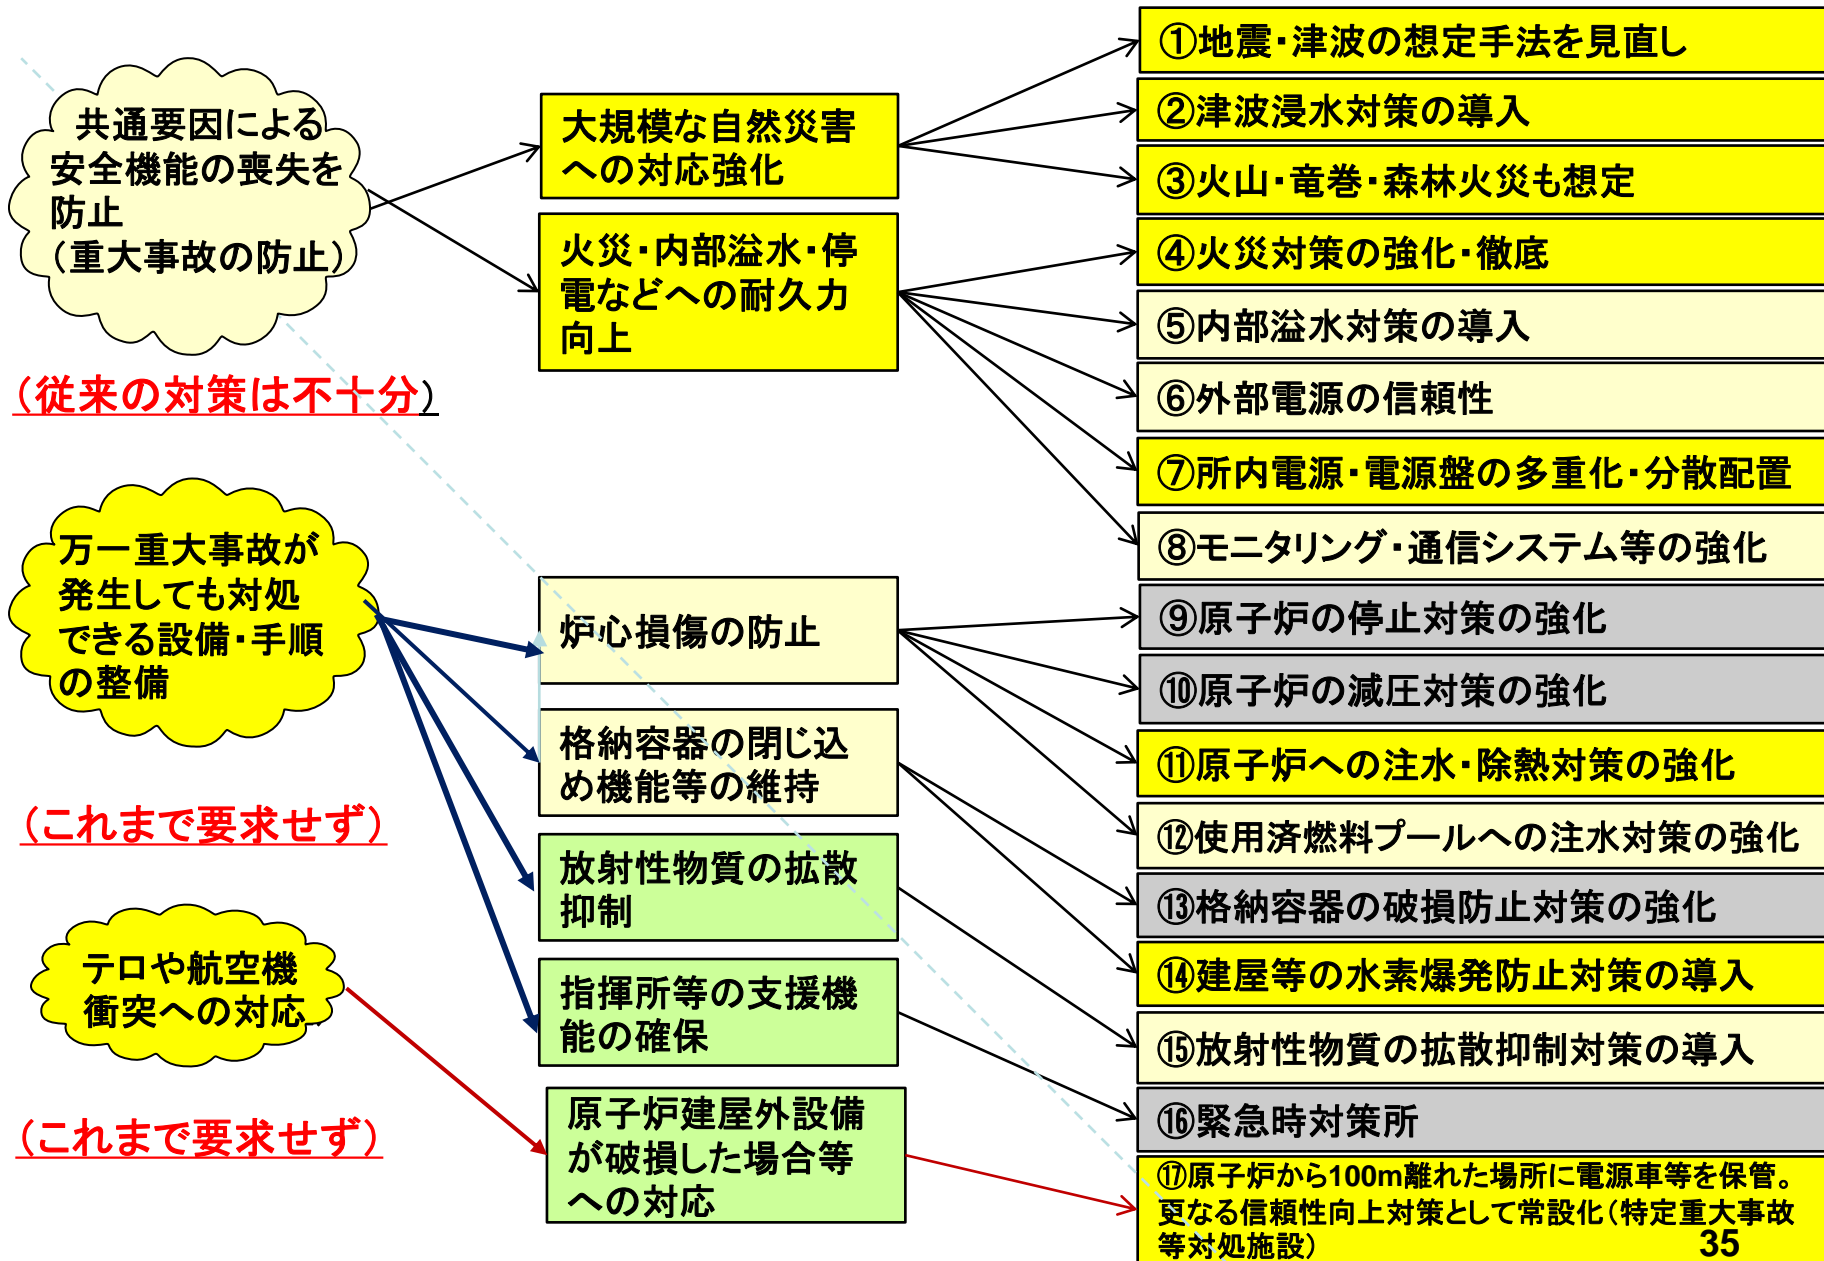 共通要因による
安全機能の喪失を
防止
（重大事故の防止）
（従来の対策は不十分）
万一重大事故が
発生しても対処
できる設備・手順
の整備
（これまで要求せず）
テロや航空機
衝突への対応
（これまで要求せず）
大規模な自然災害
への対応強化
火災・内部溢水・停
電などへの耐久力
向上
炉心損傷の防止
格納容器の閉じ込
め機能等の維持
放射性物質の拡散
抑制
指揮所等の支援機
能の確保
原子炉建屋外設備
が破損した場合等
への対応
①地震・津波の想定手法を見直し
②津波浸水対策の導入
③火山・竜巻・森林火災も想定
④火災対策の強化・徹底
⑤内部溢水対策の導入
⑥外部電源の信頼性
⑦所内電源・電源盤の多重化・分散配置
⑧モニタリング・通信システム等の強化
⑨原子炉の停止対策の強化
⑩原子炉の減圧対策の強化
⑪原子炉への注水・除熱対策の強化
⑫使用済燃料プールへの注水対策の強化
⑬格納容器の破損防止対策の強化
⑭建屋等の水素爆発防止対策の導入
⑮放射性物質の拡散抑制対策の導入
⑯緊急時対策所
⑰原子炉から100m離れた場所に電源車等を保管。
更なる信頼性向上対策として常設化（特定重大事故
等対処施設）
35